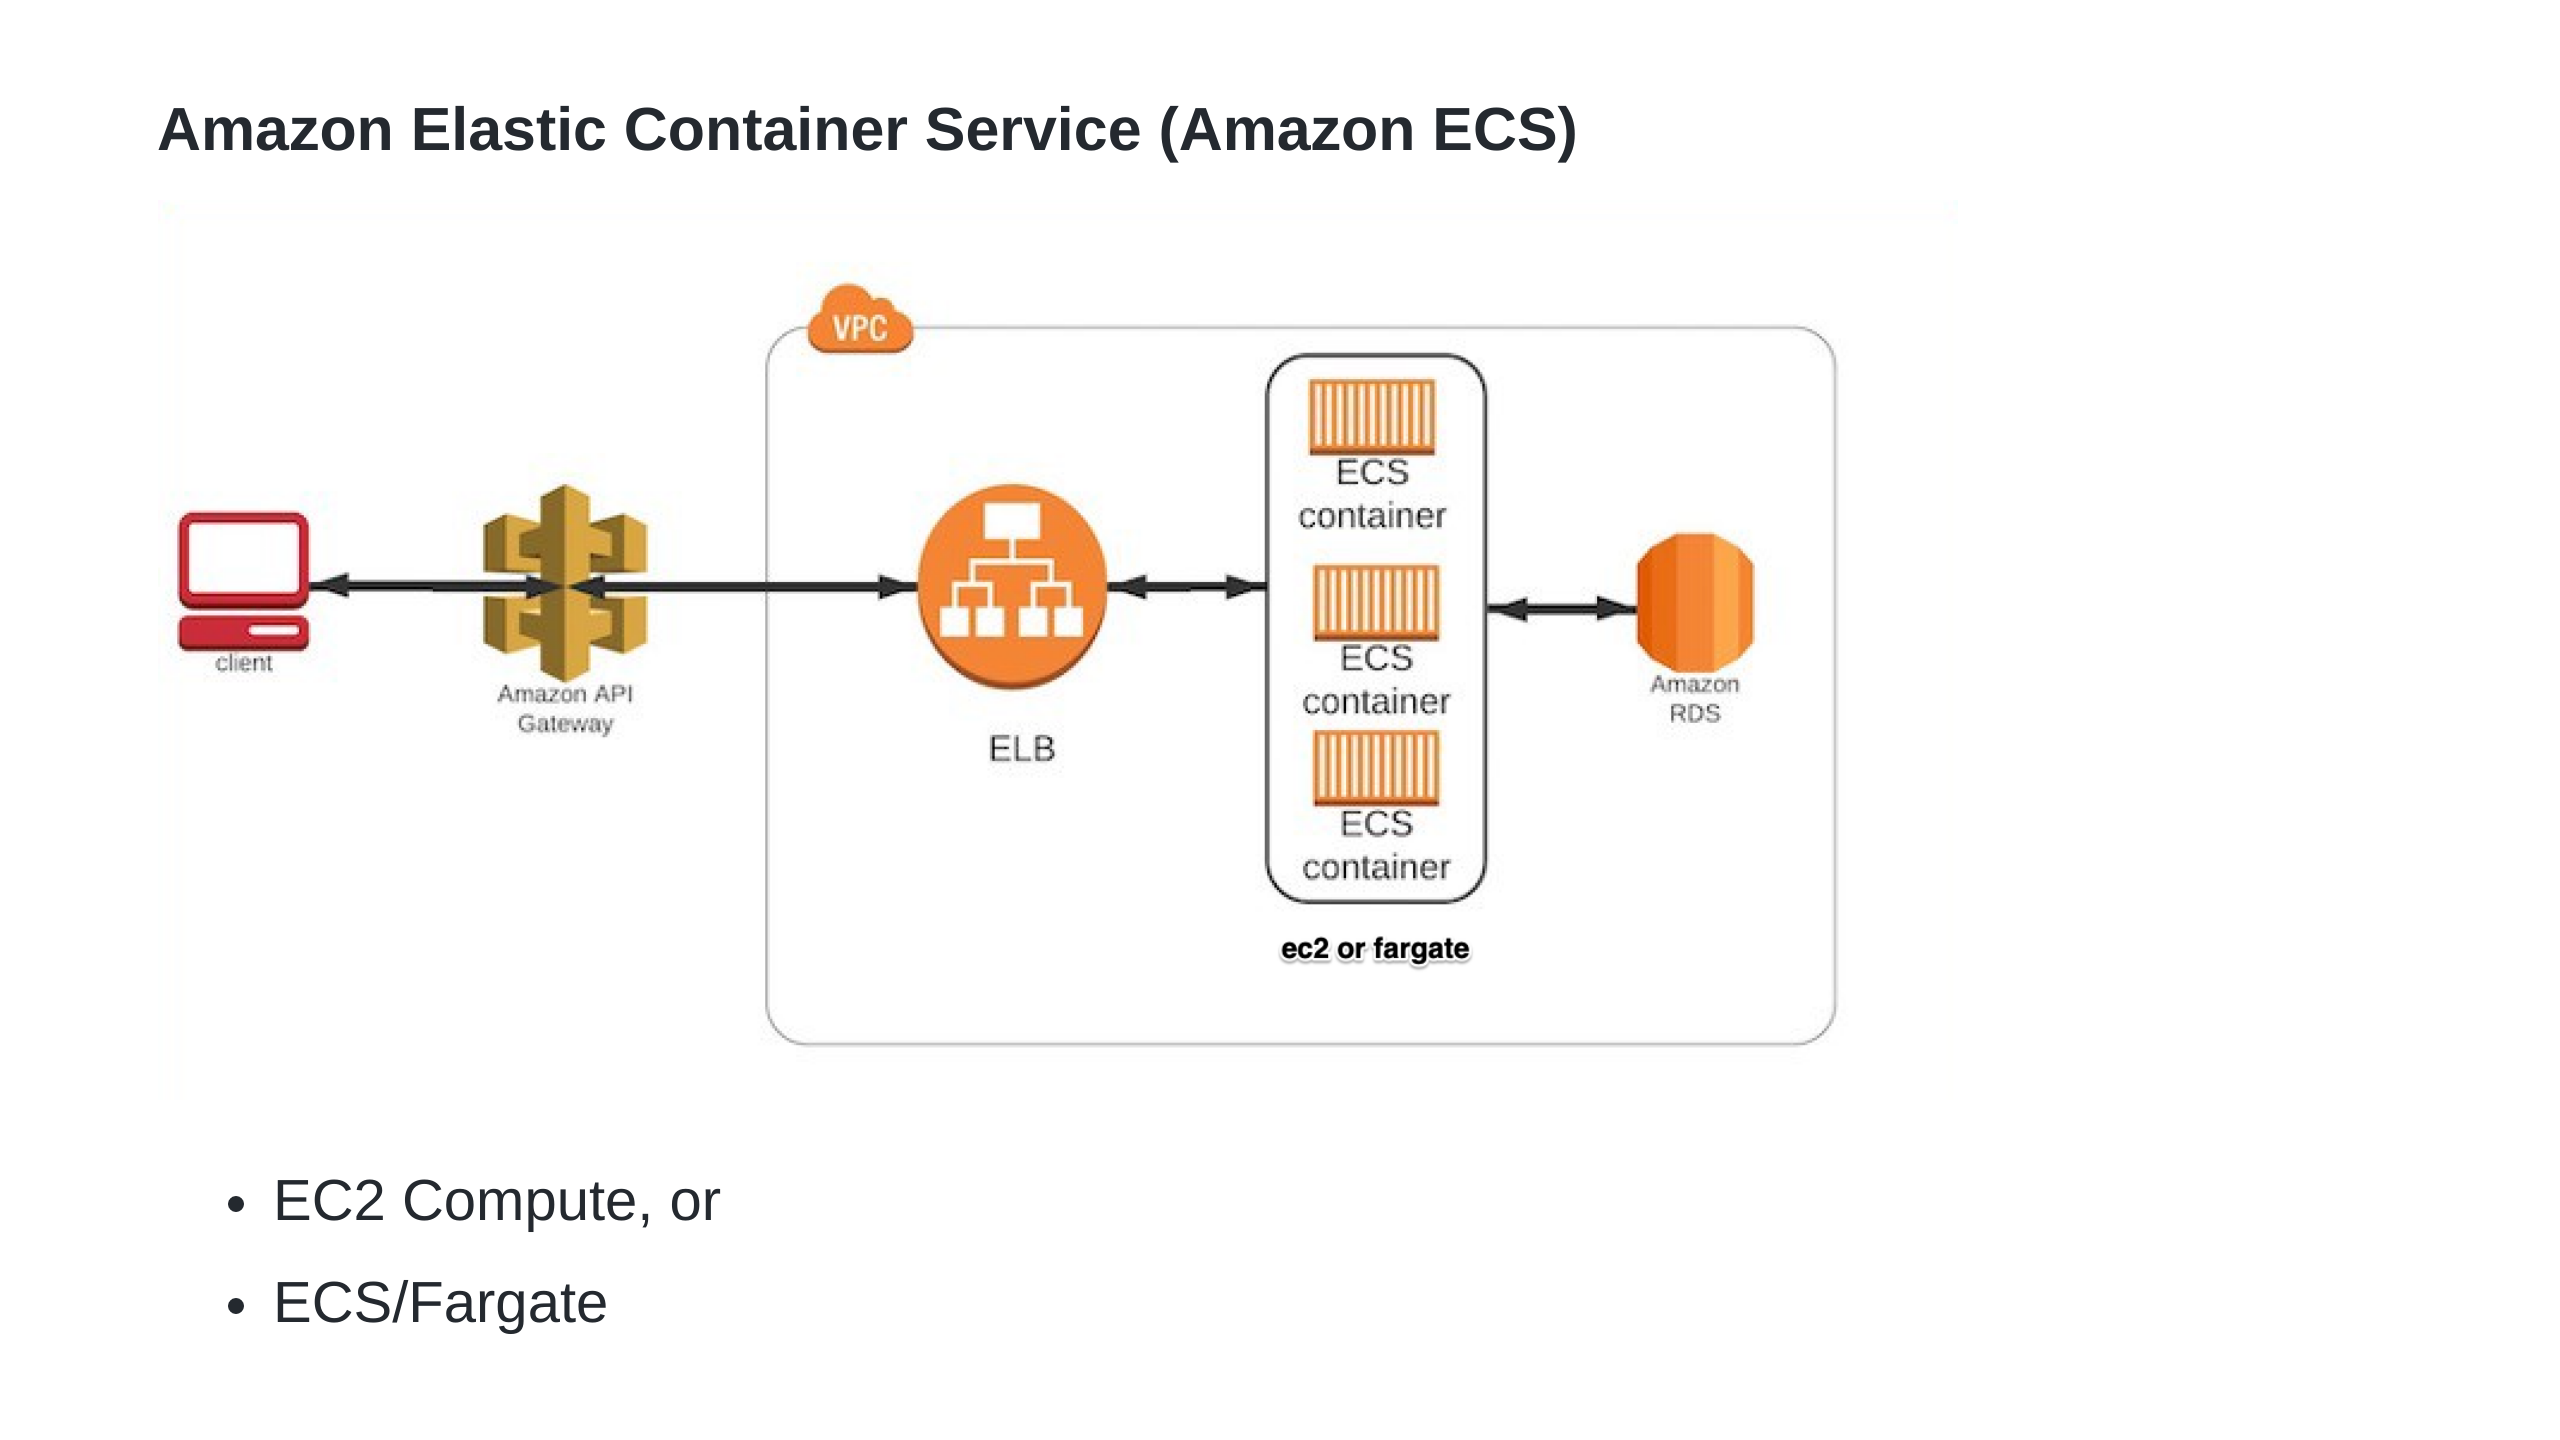 Amazon Elastic Container Service (Amazon ECS)
VPC
client
Amazon API
Gateway
ELB
ECS
container
ECS
container
ECS
container
ec2 or fargate
Amazon
RDS
• EC2 Compute, or
• ECS/Fargate